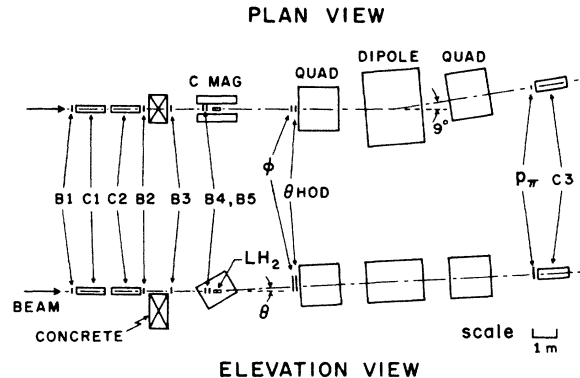 PLAN VIEW
C MAG
QUAD
DIPOLE
QUAD
9°
B1
C1
C2
B2
B3
B4, B5
φ
θ HOD
Pπ
C3
LH2
BEAM
θ
CONCRETE
scale
1 m
ELEVATION VIEW